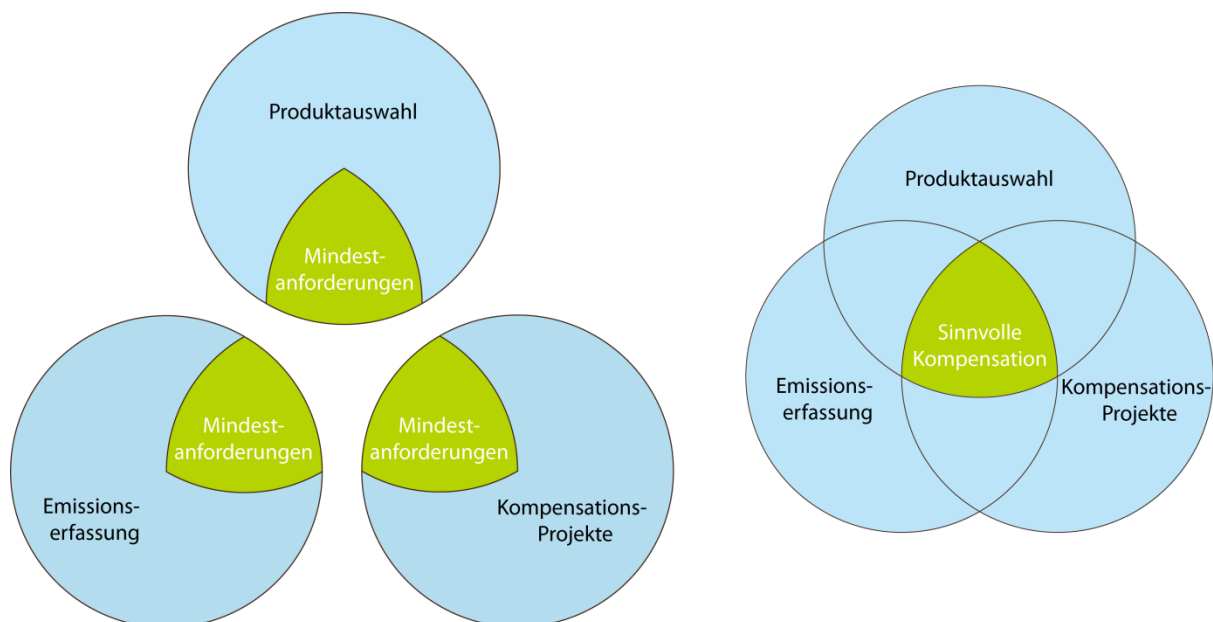 Produktauswahl
Mindest-
anforderungen
Mindest-
anforderungen
Emissions-
erfassung
Mindest-
anforderungen
Kompensations-
Projekte
Produktauswahl
Sinnvolle
Kompensation
Emissions-
erfassung
Kompensations-
Projekte